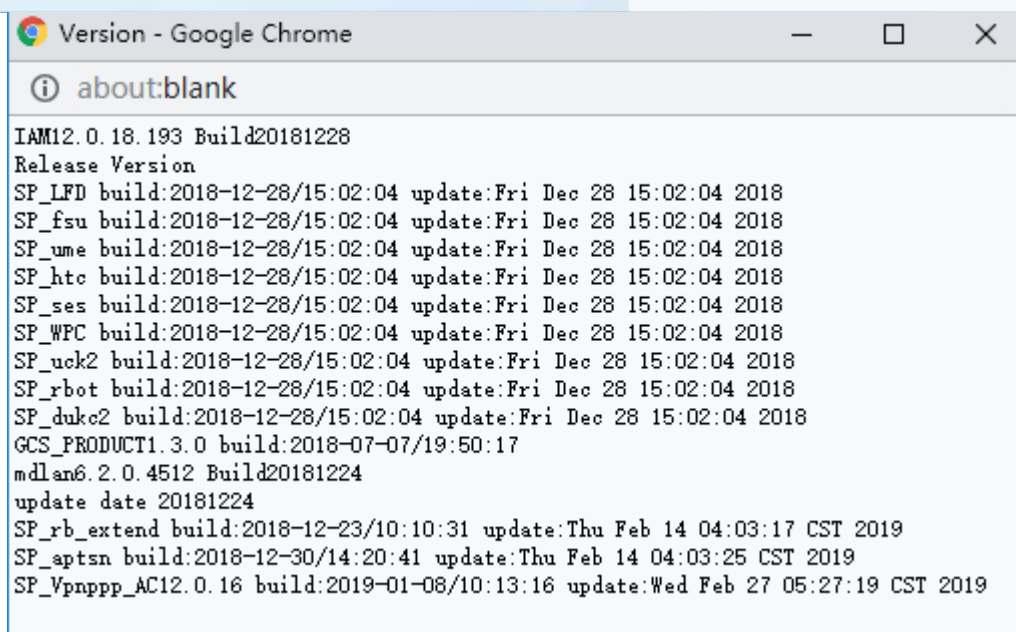 Version - Google Chrome
about:blank
IAM12.0.18.193 Build20181228
Release Version
SP_LFD build:2018-12-28/15:02:04 update:Fri Dec 28 15:02:04 2018
SP_fsu build:2018-12-28/15:02:04 update:Fri Dec 28 15:02:04 2018
SP_ume build:2018-12-28/15:02:04 update:Fri Dec 28 15:02:04 2018
SP_htc build:2018-12-28/15:02:04 update:Fri Dec 28 15:02:04 2018
SP_ses build:2018-12-28/15:02:04 update:Fri Dec 28 15:02:04 2018
SP_WPC build:2018-12-28/15:02:04 update:Fri Dec 28 15:02:04 2018
SP_uck2 build:2018-12-28/15:02:04 update:Fri Dec 28 15:02:04 2018
SP_rbot build:2018-12-28/15:02:04 update:Fri Dec 28 15:02:04 2018
SP_dukc2 build:2018-12-28/15:02:04 update:Fri Dec 28 15:02:04 2018
GCS_PRODUCT1.3.0 build:2018-07-07/19:50:17
mdlan6.2.0.4512 Build20181224
update date 20181224
SP_rb_extend build:2018-12-23/10:10:31 update:Thu Feb 14 04:03:17 CST 2019
SP_aptsn build:2018-12-30/14:20:41 update:Thu Feb 14 04:03:25 CST 2019
SP_Vpnppp_AC12.0.16 build:2019-01-08/10:13:16 update:Wed Feb 27 05:27:19 CST 2019